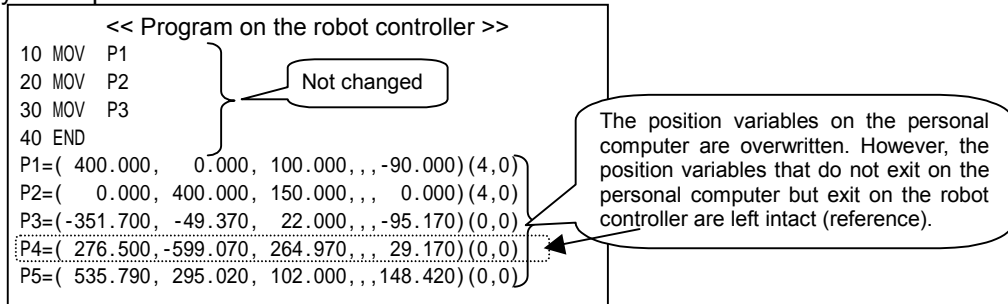 << Program on the robot controller >>
10 MOV P1
20 MOV P2
30 MOV P3
40 END
Not changed
P1=( 400.000, 0.000, 100.000,,,-90.000)(4,0)
P2=( 0.000, 400.000, 150.000,,, 0.000)(4,0)
P3=(-351.700, -49.370, 22.000,,,-95.170)(0,0)
P4=( 276.500,-599.070, 264.970,,, 29.170)(0,0)
P5=( 535.790, 295.020, 102.000,,,148.420)(0,0)
The position variables on the personal
computer are overwritten. However, the
position variables that do not exit on the
personal computer but exit on the robot
controller are left intact (reference).